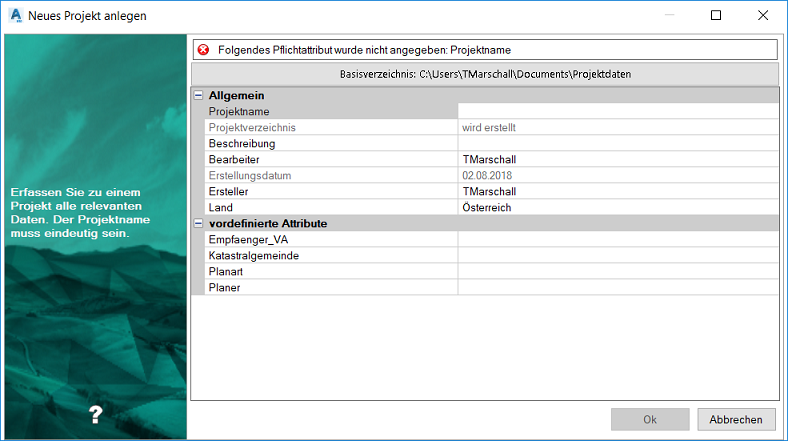 Neues Projekt anlegen
Folgendes Pflichtattribut wurde nicht angegeben: Projektname
Basisverzeichnis: C:\Users\TMarschall\Documents\Projektdaten
Allgemein
Projektname
Projektverzeichnis wird erstellt
Beschreibung
Bearbeiter TMarschall
Erstellungsdatum 02.08.2018
Ersteller TMarschall
Land Österreich
vordefinierte Attribute
Empfaenger_VA
Katastralgemeinde
Planart
Planer
Erfassen Sie zu einem
Projekt alle relevanten
Daten. Der Projektname
muss eindeutig sein.
?
Ok Abbrechen